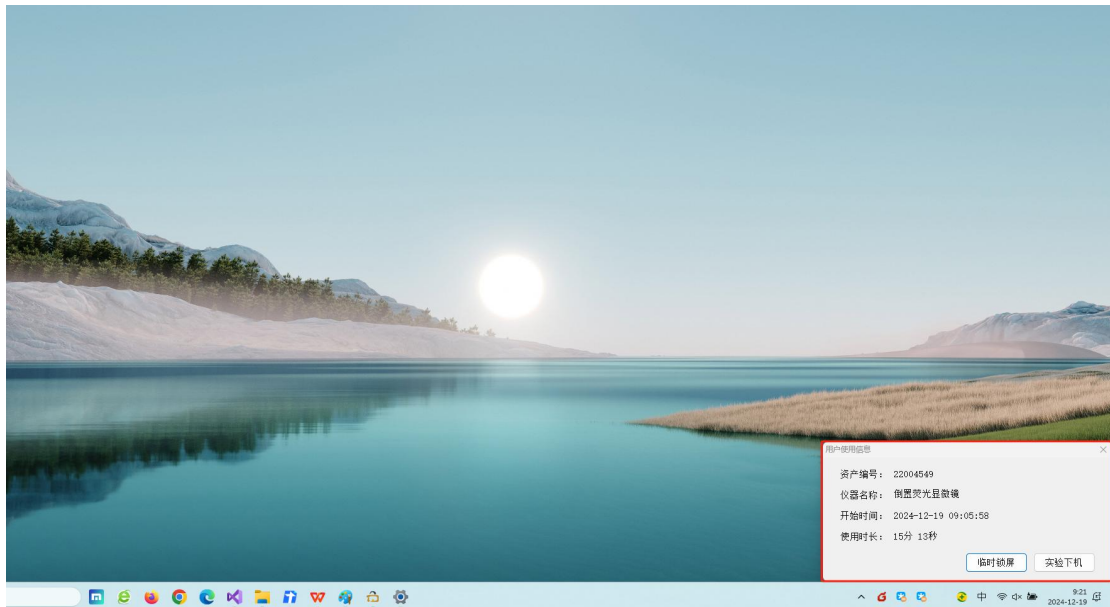 用户使用信息
资产编号： 22004549
仪器名称： 倒置荧光显微镜
开始时间： 2024-12-19 09:05:58
使用时长： 15分 13秒
临时锁屏 实验下机
中 9:21
2024-12-19